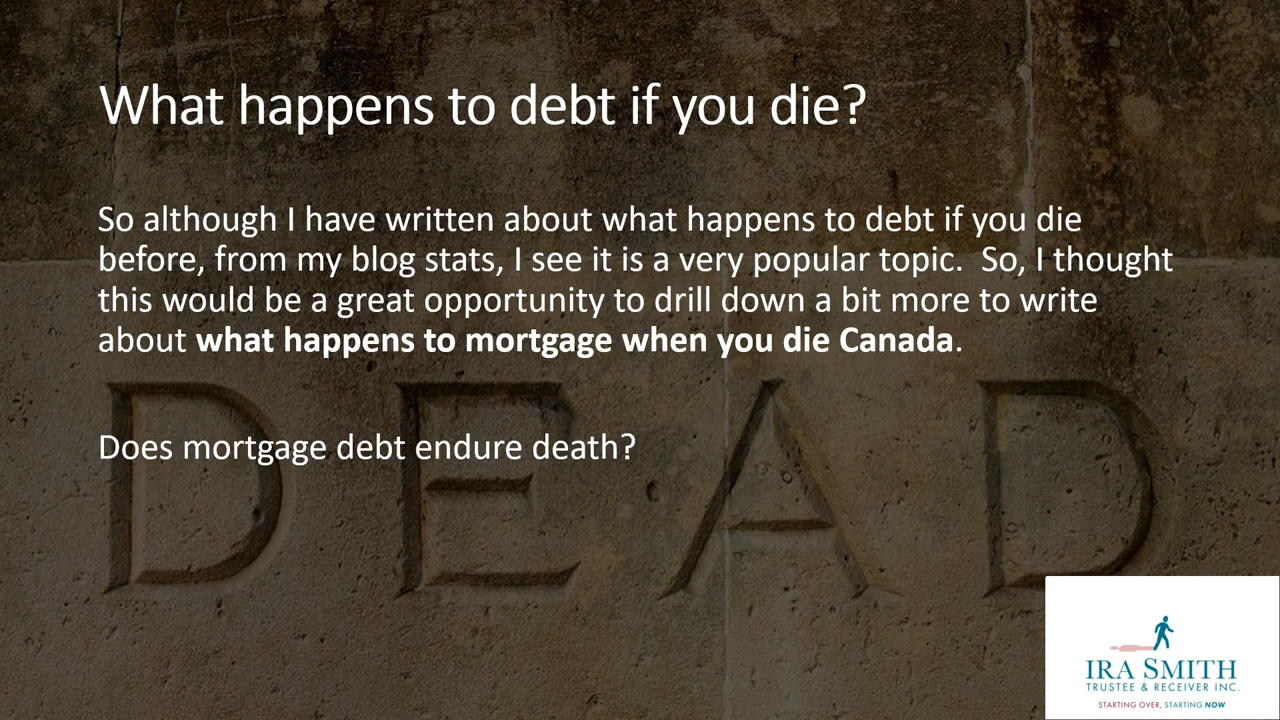 What happens to debt if you die?
So although I have written about what happens to debt if you die
before, from my blog stats, I see it is a very popular topic.  So, I thought
this would be a great opportunity to drill down a bit more to write
about what happens to mortgage when you die Canada.
Does mortgage debt endure death?
DEAD
IRA SMITH
TRUSTEE & RECEIVER INC.
STARTING OVER, STARTING NOW